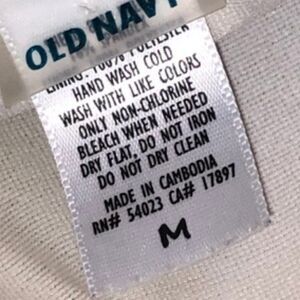 OLD NAVY
LINING: 100% POLYESTER
HAND WASH COLD
WASH WITH LIKE COLORS
ONLY NON-CHLORINE
BLEACH WHEN NEEDED
DRY FLAT, DO NOT IRON
DO NOT DRY CLEAN
MADE IN CAMBODIA
RN# 54023 CA# 17897
M